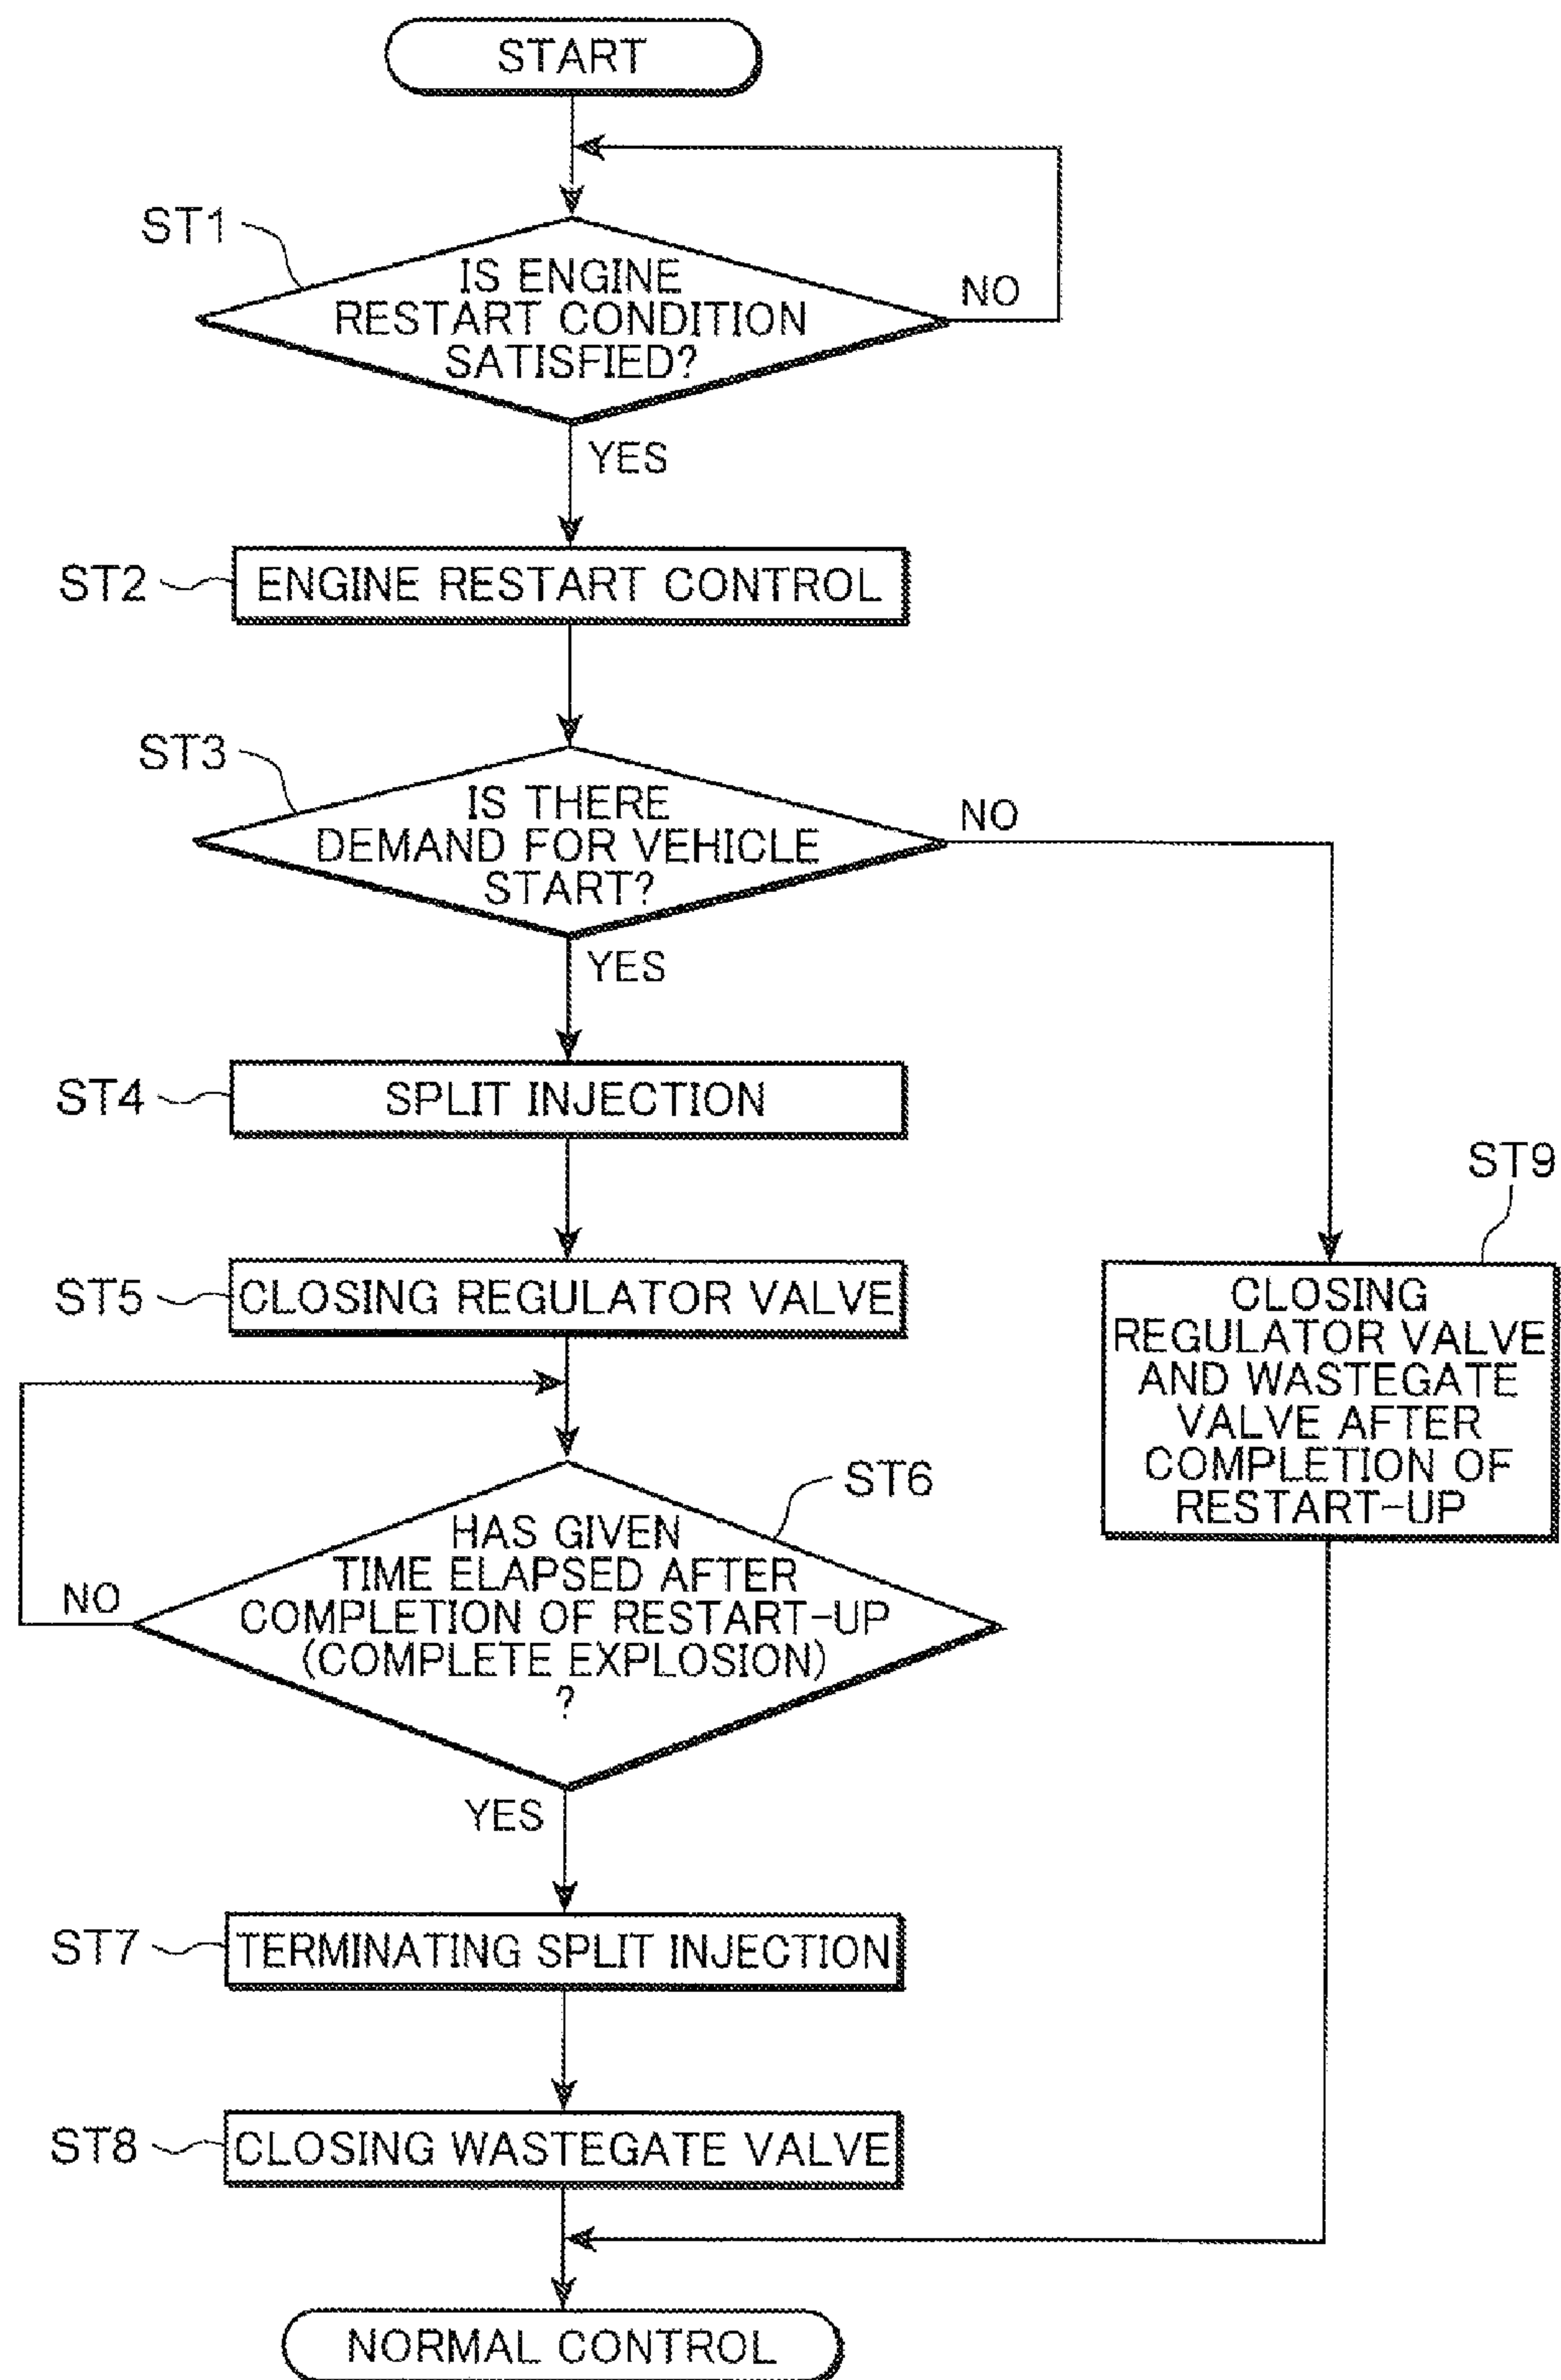 START
ST1
IS ENGINE
RESTART CONDITION
SATISFIED?
NO
YES
ST2
ENGINE RESTART CONTROL
ST3
IS THERE
DEMAND FOR VEHICLE
START?
NO
YES
ST4
SPLIT INJECTION
ST5
CLOSING REGULATOR VALVE
ST9
CLOSING
REGULATOR VALVE
AND WASTEGATE
VALVE AFTER
COMPLETION OF
RESTART-UP
ST6
HAS GIVEN
TIME ELAPSED AFTER
COMPLETION OF RESTART-UP
(COMPLETE EXPLOSION)
?
NO
YES
ST7
TERMINATING SPLIT INJECTION
ST8
CLOSING WASTEGATE VALVE
NORMAL CONTROL